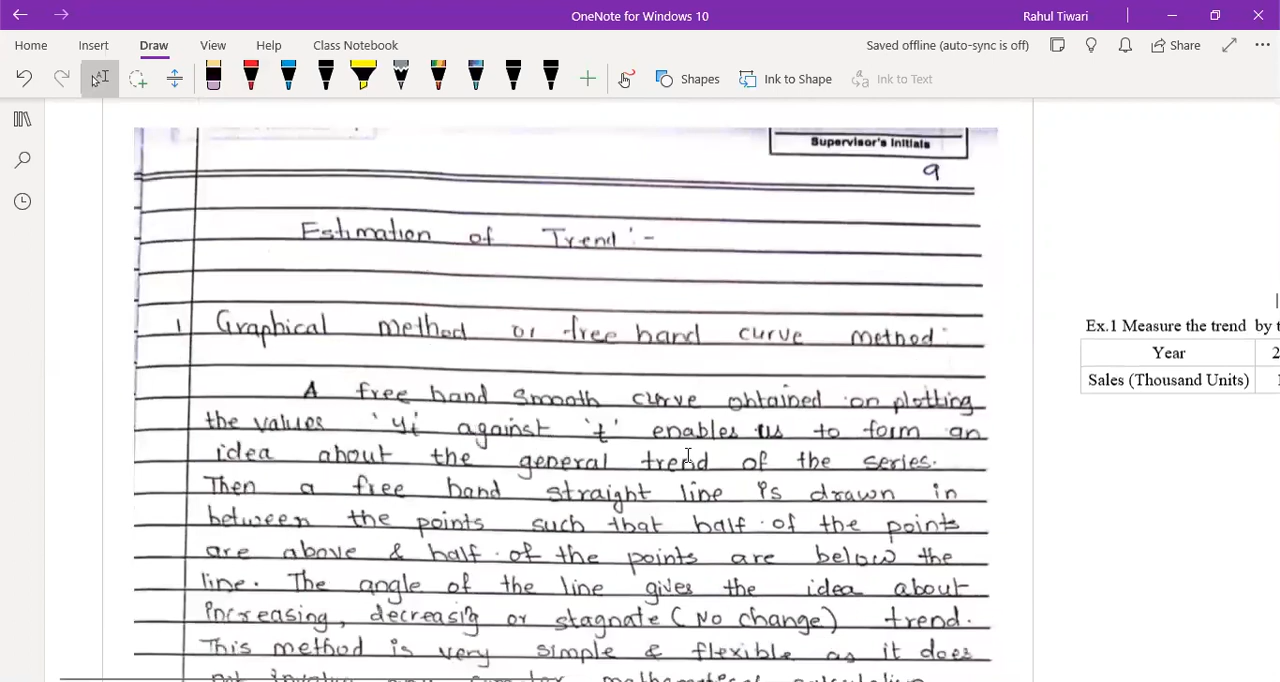 OneNote for Windows 10
Rahul Tiwari
Home Insert Draw View Help Class Notebook
Saved offline (auto-sync is off)
Share
Shapes
Ink to Shape
Ink to Text
Supervisor's Initials
9
Estimation of Trend :-
1 Graphical method or free hand curve method:
A free hand smooth curve obtained on plotting
the values 'yi against 't' enables us to form an
idea about the general trend of the series.
Then a free hand straight line is drawn in
between the points such that half of the points
are above & half of the points are below the
line. The angle of the line gives the idea about
increasing, decreasig or stagnate (No change) trend.
This method is very simple & flexible as it does
Ex.1 Measure the trend by
Year
Sales (Thousand Units)